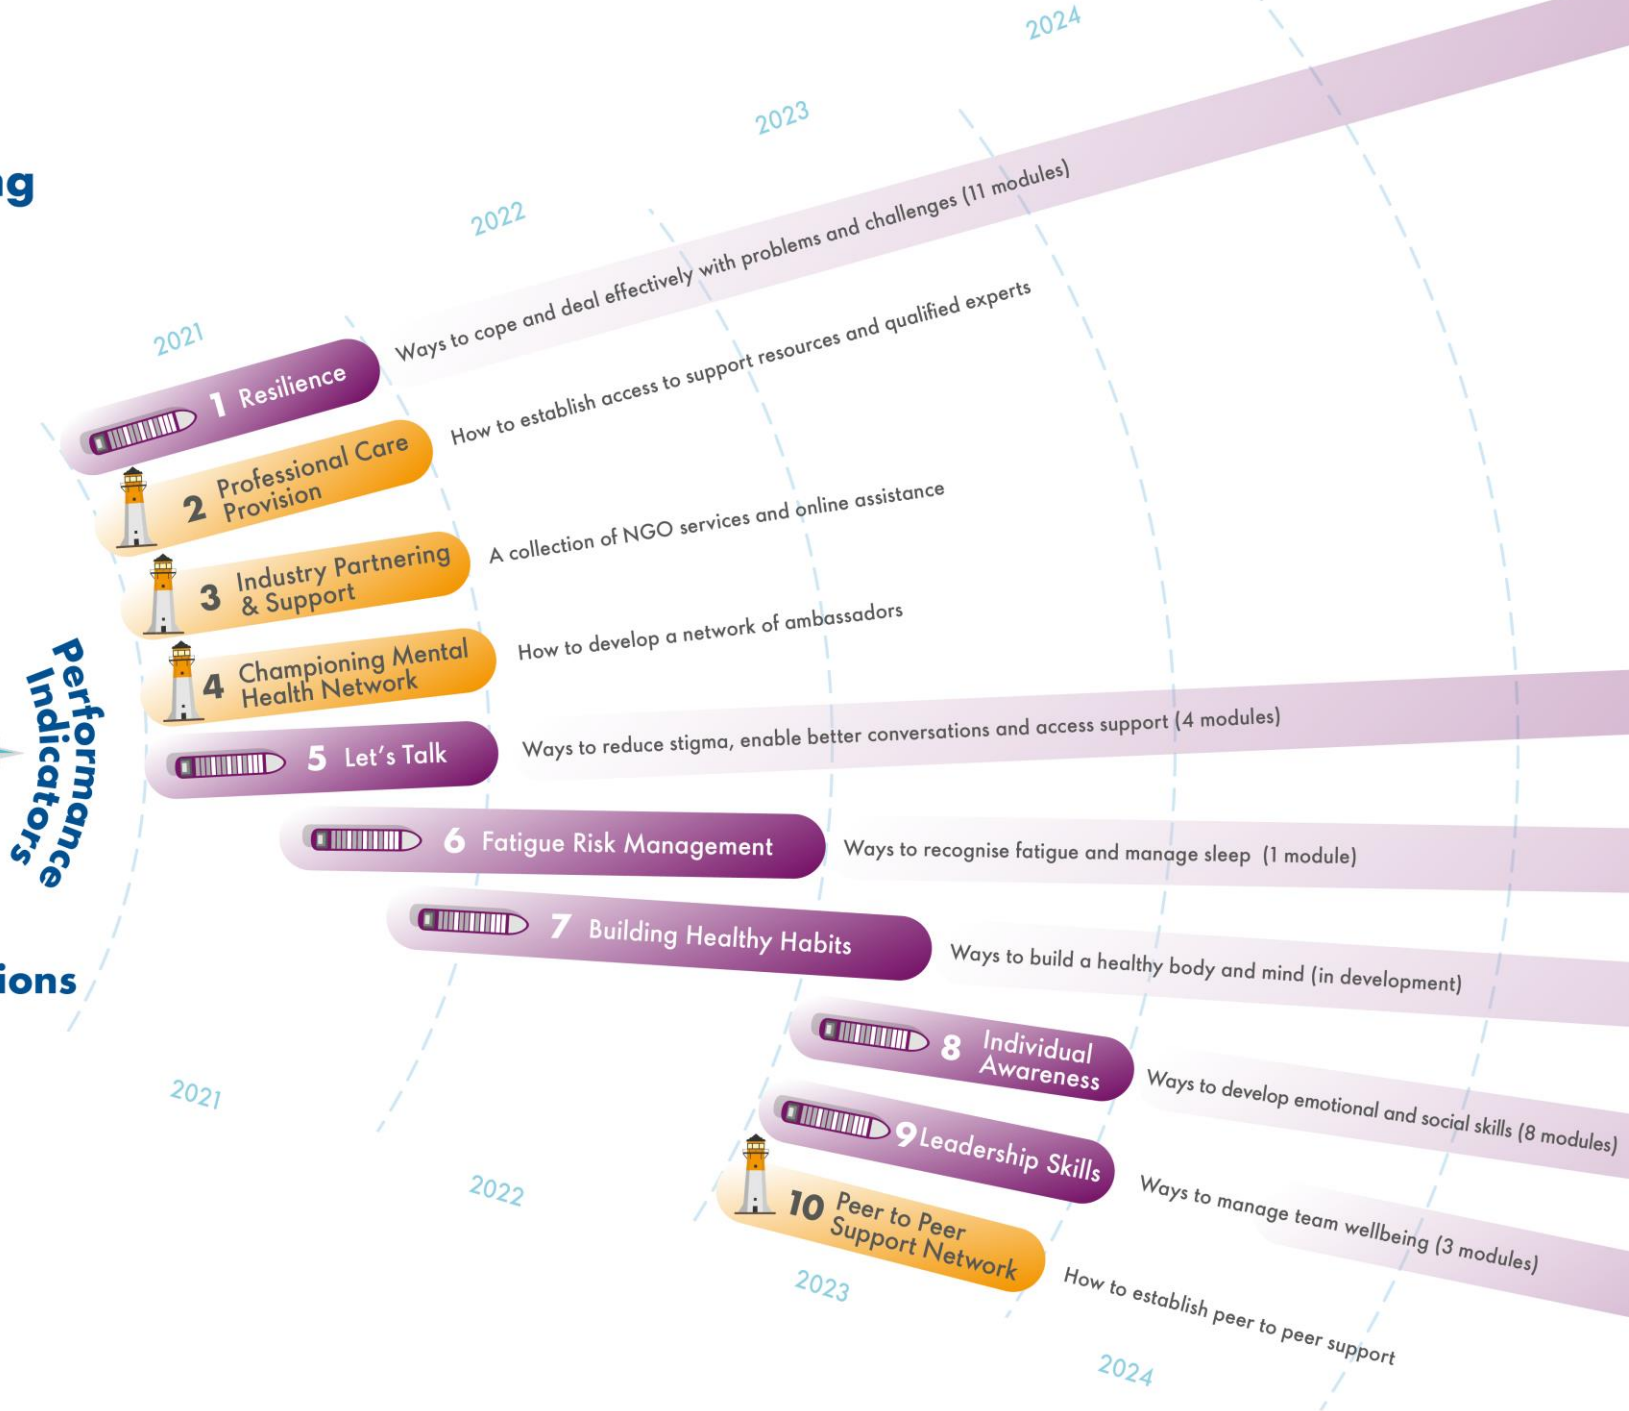 2024
2023
2022
2021
ng
1 Resilience
Ways to cope and deal effectively with problems and challenges (11 modules)
2 Professional Care
Provision
How to establish access to support resources and qualified experts
3 Industry Partnering
& Support
A collection of NGO services and online assistance
4 Championing Mental
Health Network
How to develop a network of ambassadors
Performance
Indicators
5 Let's Talk
Ways to reduce stigma, enable better conversations and access support (4 modules)
6 Fatigue Risk Management
Ways to recognise fatigue and manage sleep (1 module)
7 Building Healthy Habits
Ways to build a healthy body and mind (in development)
ions
8 Individual
Awareness
Ways to develop emotional and social skills (8 modules)
9 Leadership Skills
Ways to manage team wellbeing (3 modules)
10 Peer to Peer
Support Network
How to establish peer to peer support
2021
2022
2023
2024